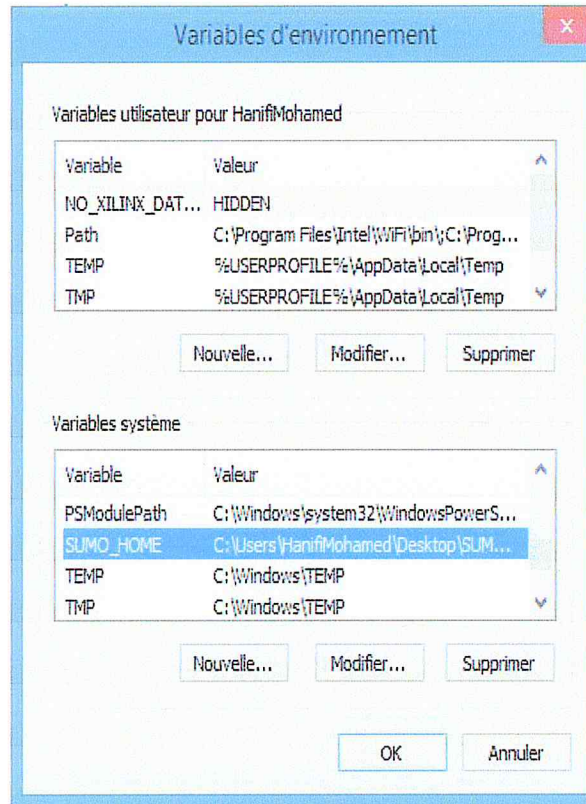 Variables d'environnement
x
Variables utilisateur pour HanifiMohamed
Variable Valeur
NO_XILINX_DAT... HIDDEN
Path C:\Program Files\Intel\WiFi\bin\;C:\Prog...
TEMP %USERPROFILE%\AppData\Local\Temp
TMP %USERPROFILE%\AppData\Local\Temp
Nouvelle... Modifier... Supprimer
Variables système
Variable Valeur
PSModulePath C:\Windows\system32\WindowsPowerS...
SUMO_HOME C:\Users\HanifiMohamed\Desktop\SUM...
TEMP C:\Windows\TEMP
TMP C:\Windows\TEMP
Nouvelle... Modifier... Supprimer
OK Annuler